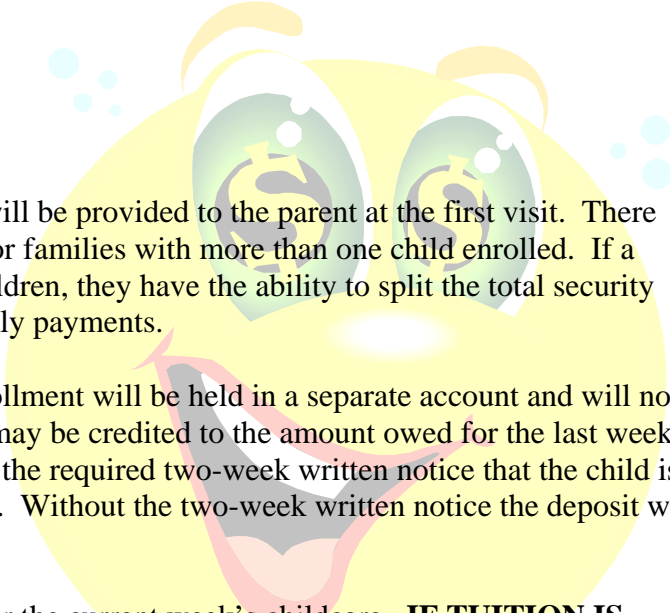 will be provided to the parent at the first visit.  There
or families with more than one child enrolled.  If a
ldren, they have the ability to split the total security
ly payments.
ollment will be held in a separate account and will no
may be credited to the amount owed for the last week
the required two-week written notice that the child is
.  Without the two-week written notice the deposit w
r the current week's childcare.  IF TUITION IS